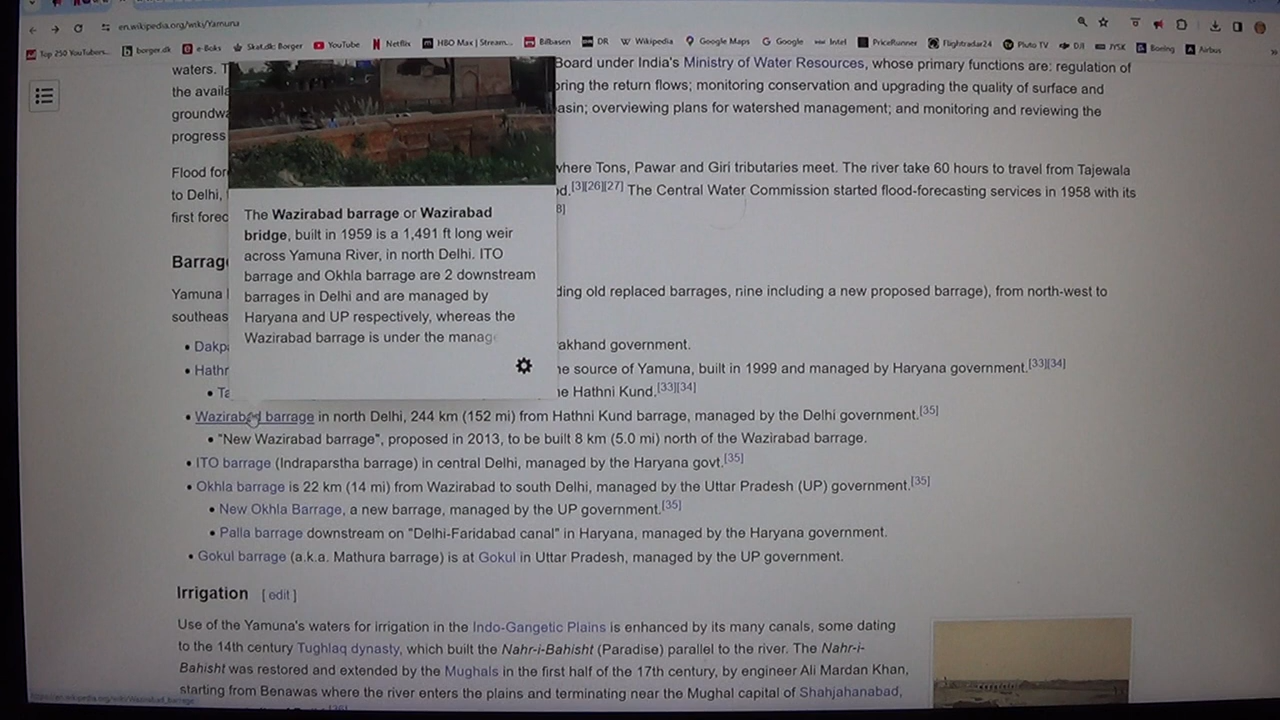 en.wikipedia.org/wiki/Yamuna
Top 250 YouTubers... borger.dk e-Boks Skat.dk: Borger YouTube Netflix HBO Max | Stream... Bilbasen DR Wikipedia Google Maps Google Intel PriceRunner Flightradar24 Pluto TV DJI JYSK Boeing Airbus
waters. T Board under India's Ministry of Water Resources, whose primary functions are: regulation of
the availa oring the return flows; monitoring conservation and upgrading the quality of surface and
groundwa asin; overviewing plans for watershed management; and monitoring and reviewing the
progress
Flood for where Tons, Pawar and Giri tributaries meet. The river take 60 hours to travel from Tajewala
to Delhi, d.[3][26][27] The Central Water Commission started flood-forecasting services in 1958 with its
first forec 8]
The Wazirabad barrage or Wazirabad
bridge, built in 1959 is a 1,491 ft long weir
across Yamuna River, in north Delhi. ITO
barrage and Okhla barrage are 2 downstream
barrages in Delhi and are managed by
Haryana and UP respectively, whereas the
Wazirabad barrage is under the manag
Barrag
Yamuna ding old replaced barrages, nine including a new proposed barrage), from north-west to
southeas
• Dakp akhand government.
• Hathn e source of Yamuna, built in 1999 and managed by Haryana government.[33][34]
• Ta e Hathni Kund.[33][34]
• Wazirabad barrage in north Delhi, 244 km (152 mi) from Hathni Kund barrage, managed by the Delhi government.[35]
• "New Wazirabad barrage", proposed in 2013, to be built 8 km (5.0 mi) north of the Wazirabad barrage.
• ITO barrage (Indraparstha barrage) in central Delhi, managed by the Haryana govt.[35]
• Okhla barrage is 22 km (14 mi) from Wazirabad to south Delhi, managed by the Uttar Pradesh (UP) government.[35]
• New Okhla Barrage, a new barrage, managed by the UP government.[35]
• Palla barrage downstream on "Delhi-Faridabad canal" in Haryana, managed by the Haryana government.
• Gokul barrage (a.k.a. Mathura barrage) is at Gokul in Uttar Pradesh, managed by the UP government.
Irrigation [ edit ]
Use of the Yamuna's waters for irrigation in the Indo-Gangetic Plains is enhanced by its many canals, some dating
to the 14th century Tughlaq dynasty, which built the Nahr-i-Bahisht (Paradise) parallel to the river. The Nahr-i-
Bahisht was restored and extended by the Mughals in the first half of the 17th century, by engineer Ali Mardan Khan,
starting from Benawas where the river enters the plains and terminating near the Mughal capital of Shahjahanabad,
https://en.wikipedia.org/wiki/Wazirabad_barrage